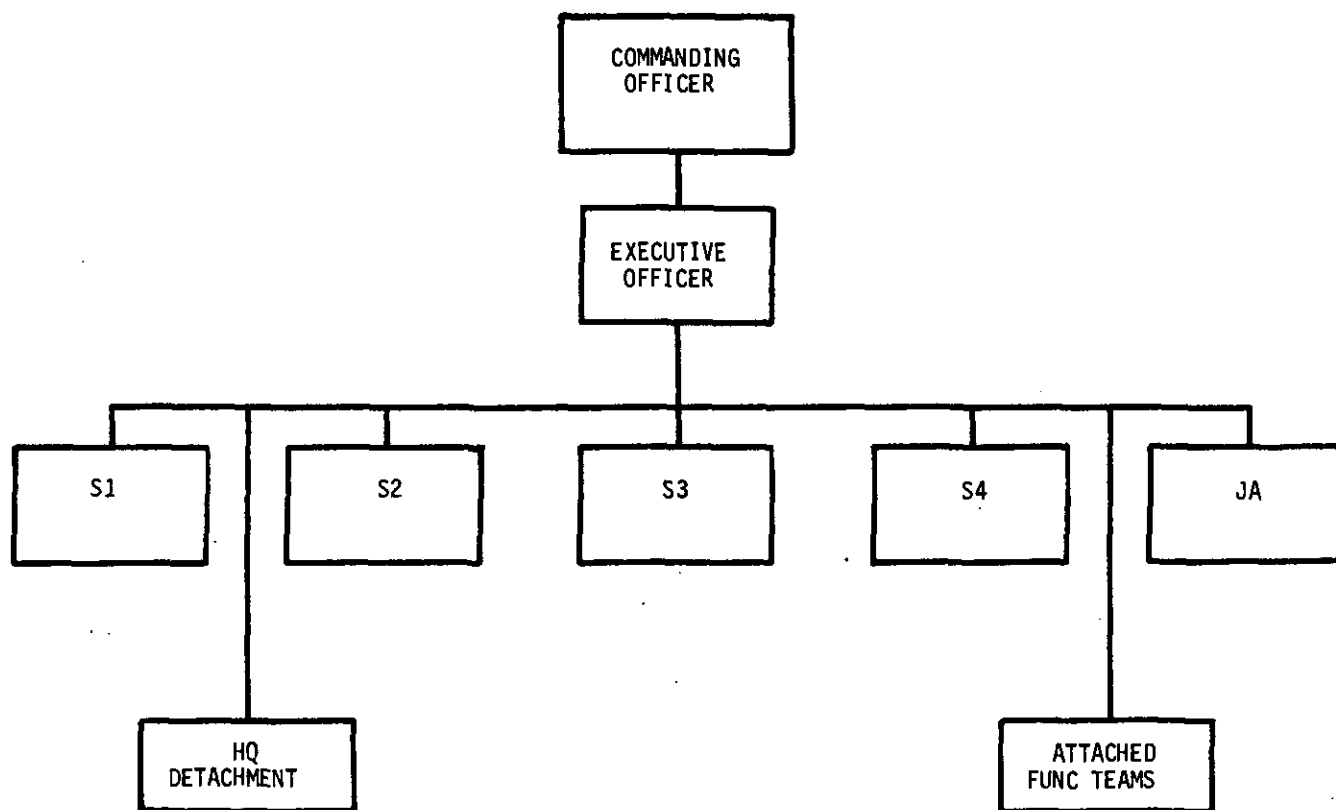 COMMANDING
OFFICER
EXECUTIVE
OFFICER
S1
S2
S3
S4
JA
HQ
DETACHMENT
ATTACHED
FUNC TEAMS